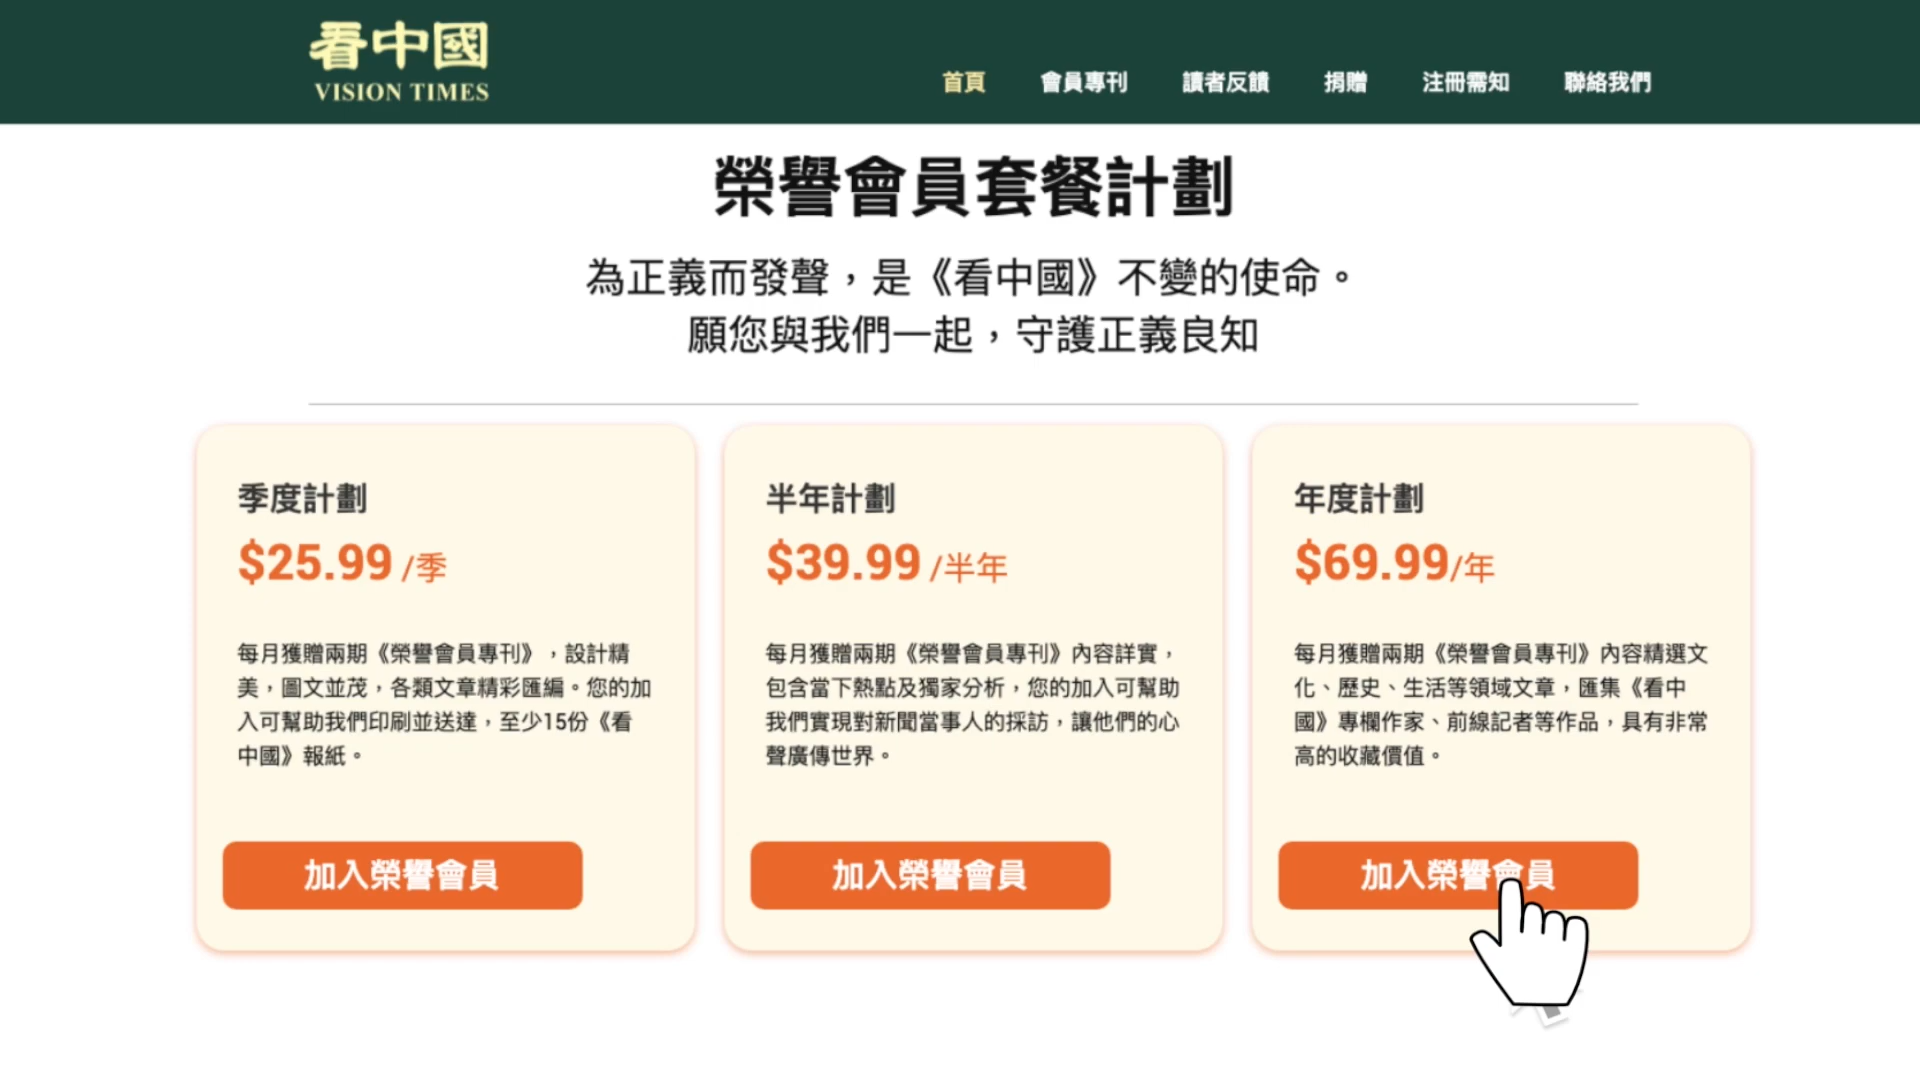 看中國
VISION TIMES
首頁
會員專刊
讀者反饋
捐贈
注冊需知
聯絡我們
榮譽會員套餐計劃
為正義而發聲，是《看中國》不變的使命。
願您與我們一起，守護正義良知
季度計劃
$25.99 /季
每月獲贈兩期《榮譽會員專刊》，設計精
美，圖文並茂，各類文章精彩匯編。您的加
入可幫助我們印刷並送達，至少15份《看
中國》報紙。
加入榮譽會員
半年計劃
$39.99 /半年
每月獲贈兩期《榮譽會員專刊》內容詳實，
包含當下熱點及獨家分析，您的加入可幫助
我們實現對新聞當事人的採訪，讓他們的心
聲廣傳世界。
加入榮譽會員
年度計劃
$69.99/年
每月獲贈兩期《榮譽會員專刊》內容精選文
化、歷史、生活等領域文章，匯集《看中
國》專欄作家、前線記者等作品，具有非常
高的收藏價值。
加入榮譽會員